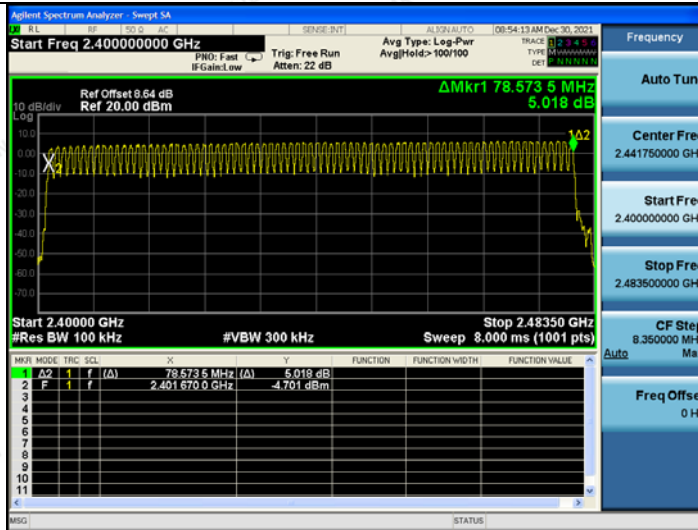 Agilent Spectrum Analyzer - Swept SA
RL RF 50 Ω AC SENSE:INT ALIGNAUTO 08:54:13 AM Dec 30, 2021
Start Freq 2.400000000 GHz
PNO: Fast
IFGain:Low
Trig: Free Run
Atten: 22 dB
Avg Type: Log-Pwr
Avg|Hold:> 100/100
TRACE 1 2 3 4 5 6
TYPE M
DET P N N N N N
ΔMkr1 78.573 5 MHz
5.018 dB
Ref Offset 8.64 dB
10 dB/div Ref 20.00 dBm
Log
10.0
0.00
-10.0
-20.0
-30.0
-40.0
-50.0
-60.0
-70.0
2
1Δ2
Start 2.40000 GHz Stop 2.48350 GHz
#Res BW 100 kHz #VBW 300 kHz Sweep 8.000 ms (1001 pts)
MKR MODE TRC SCL X Y FUNCTION FUNCTION WIDTH FUNCTION VALUE
1 Δ2 1 f (Δ) 78.573 5 MHz (Δ) 5.018 dB
2 F 1 f 2.401 670 0 GHz -4.701 dBm
3
4
5
6
7
8
9
10
11
MSG STATUS
Frequency
Auto Tun
Center Fre
2.441750000 GH
Start Fre
2.400000000 GH
Stop Fre
2.483500000 GH
CF Step
8.350000 MH
Auto Ma
Freq Offse
0 H